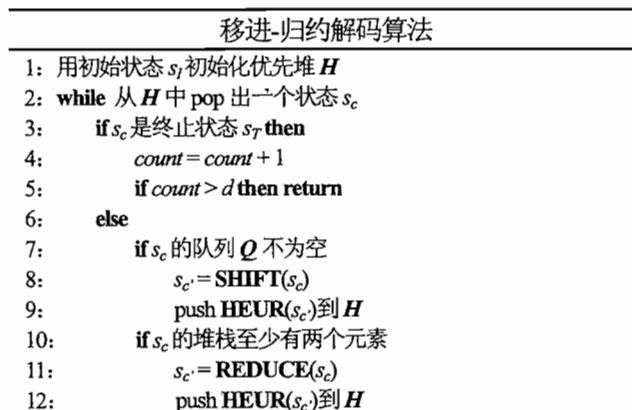 移进-归约解码算法
1: 用初始状态 s_I 初始化优先堆 H
2: while 从 H 中 pop 出一个状态 s_c
3: if s_c 是终止状态 s_T then
4: count = count + 1
5: if count > d then return
6: else
7: if s_c 的队列 Q 不为空
8: s_c' = SHIFT(s_c)
9: push HEUR(s_c')到 H
10: if s_c 的堆栈至少有两个元素
11: s_c' = REDUCE(s_c)
12: push HEUR(s_c')到 H